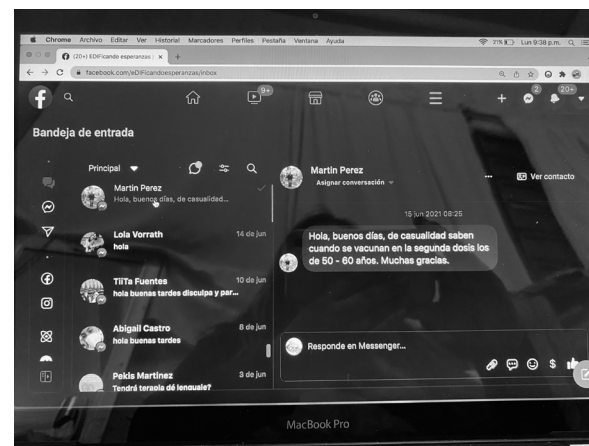 Chrome Archivo Editar Ver Historial Marcadores Perfiles Pestaña Ventana Ayuda
21% Lun 9:38 p.m.
(20+) EDIFicando esperanzas | x +
facebook.com/eDIFicandoesperanzas/inbox
9+
2
20+
Bandeja de entrada
Principal
Martin Perez
Hola, buenos días, de casualidad...
Lola Vorrath
14 de jun
hola
TiiTa Fuentes
10 de jun
hola buenas tardes disculpa y par...
Abigail Castro
8 de jun
hola buenas tardes
Pekis Martinez
3 de jun
Tendrá terapia dé lenguale?
Martin Perez
Asignar conversación
...
Ver contacto
15 jun 2021 08:25
Hola, buenos días, de casualidad saben
cuando se vacunan en la segunda dosis los
de 50 - 60 años. Muchas gracias.
Responde en Messenger...
$
MacBook Pro